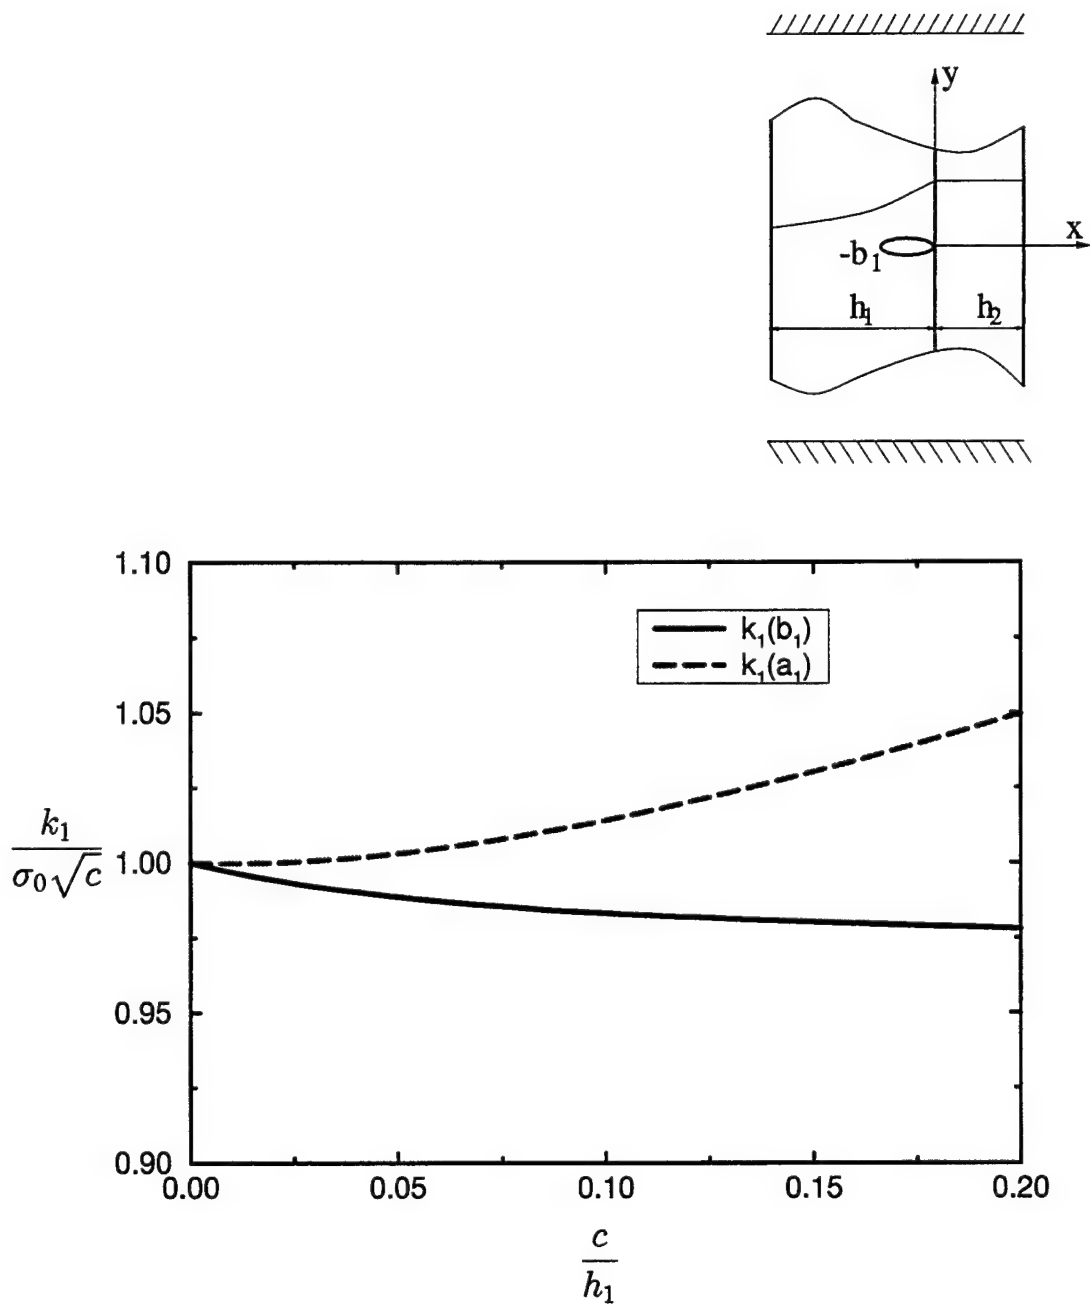 y
x
-b₁
h₁ h₂
1.10
k₁(b₁)
k₁(a₁)
1.05
k₁
σ₀√c
1.00
0.95
0.90
0.00 0.05 0.10 0.15 0.20
c
h₁